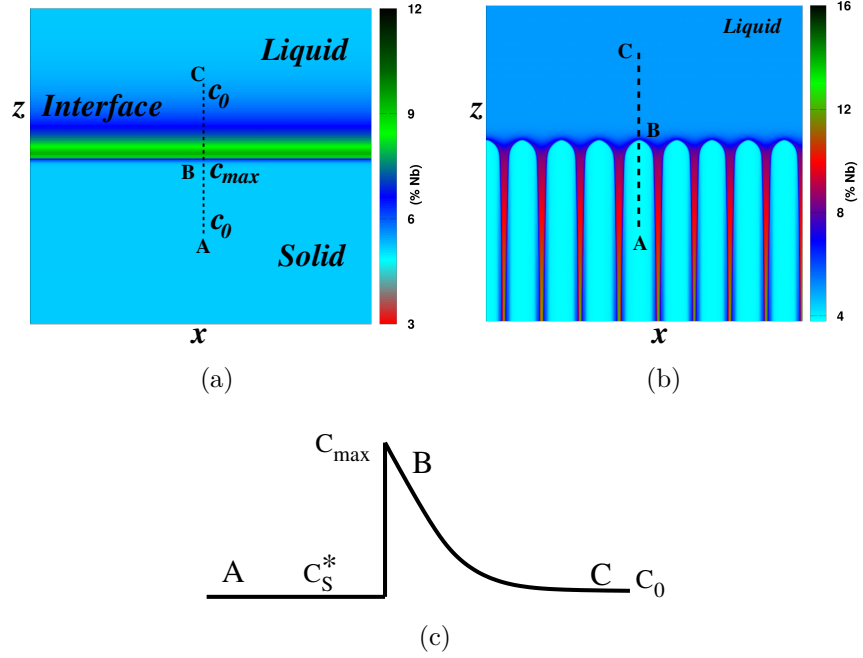 12
9
6
3
(% Nb)
Liquid
C
c0
Interface
z
B
cmax
c0
A
Solid
x
(a)
16
12
8
4
(% Nb)
Liquid
C
z
B
A
x
(b)
Cmax
B
A
C*S
C
C0
(c)